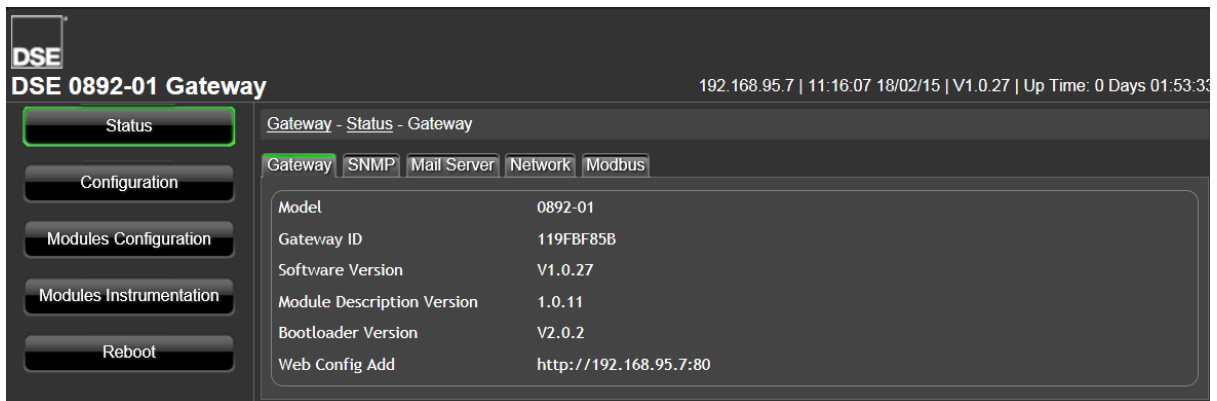 DSE
DSE 0892-01 Gateway
192.168.95.7 | 11:16:07 18/02/15 | V1.0.27 | Up Time: 0 Days 01:53:33
Status
Configuration
Modules Configuration
Modules Instrumentation
Reboot
Gateway - Status - Gateway
Gateway SNMP Mail Server Network Modbus
Model 0892-01
Gateway ID 119FBF85B
Software Version V1.0.27
Module Description Version 1.0.11
Bootloader Version V2.0.2
Web Config Add http://192.168.95.7:80